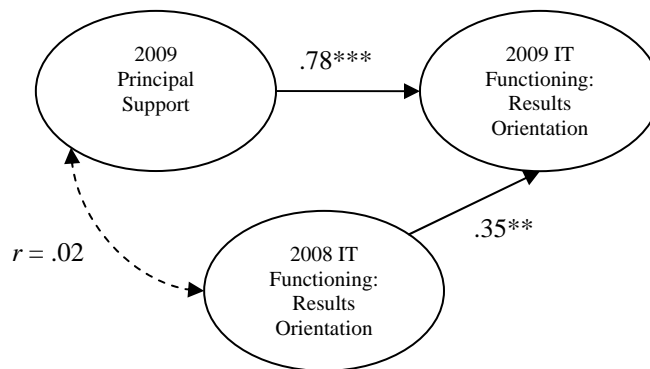 2009
Principal
Support
.78***
2009 IT
Functioning:
Results
Orientation
.35**
r = .02
2008 IT
Functioning:
Results
Orientation